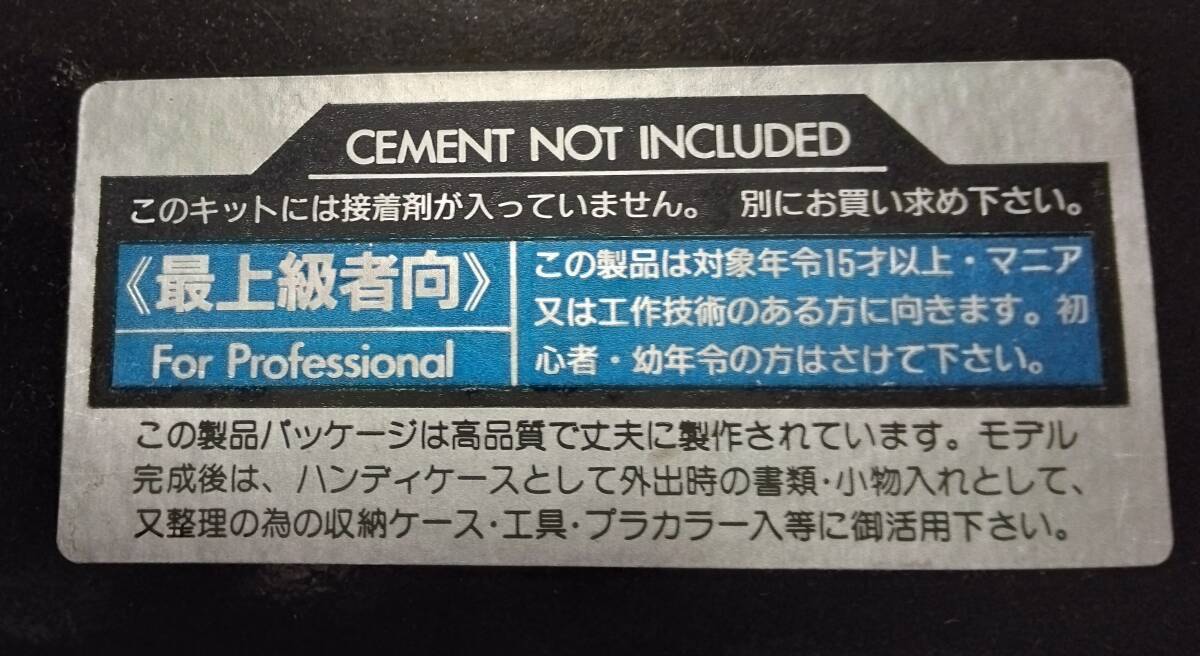 CEMENT NOT INCLUDED
このキットには接着剤が入っていません。 別にお買い求め下さい。
《最上級者向》
For Professional
この製品は対象年令15才以上・マニア
又は工作技術のある方に向きます。初
心者・幼年令の方はさけて下さい。
この製品パッケージは高品質で丈夫に製作されています。モデル
完成後は、ハンディケースとして外出時の書類・小物入れとして、
又整理の為の収納ケース・工具・プラカラー入等に御活用下さい。